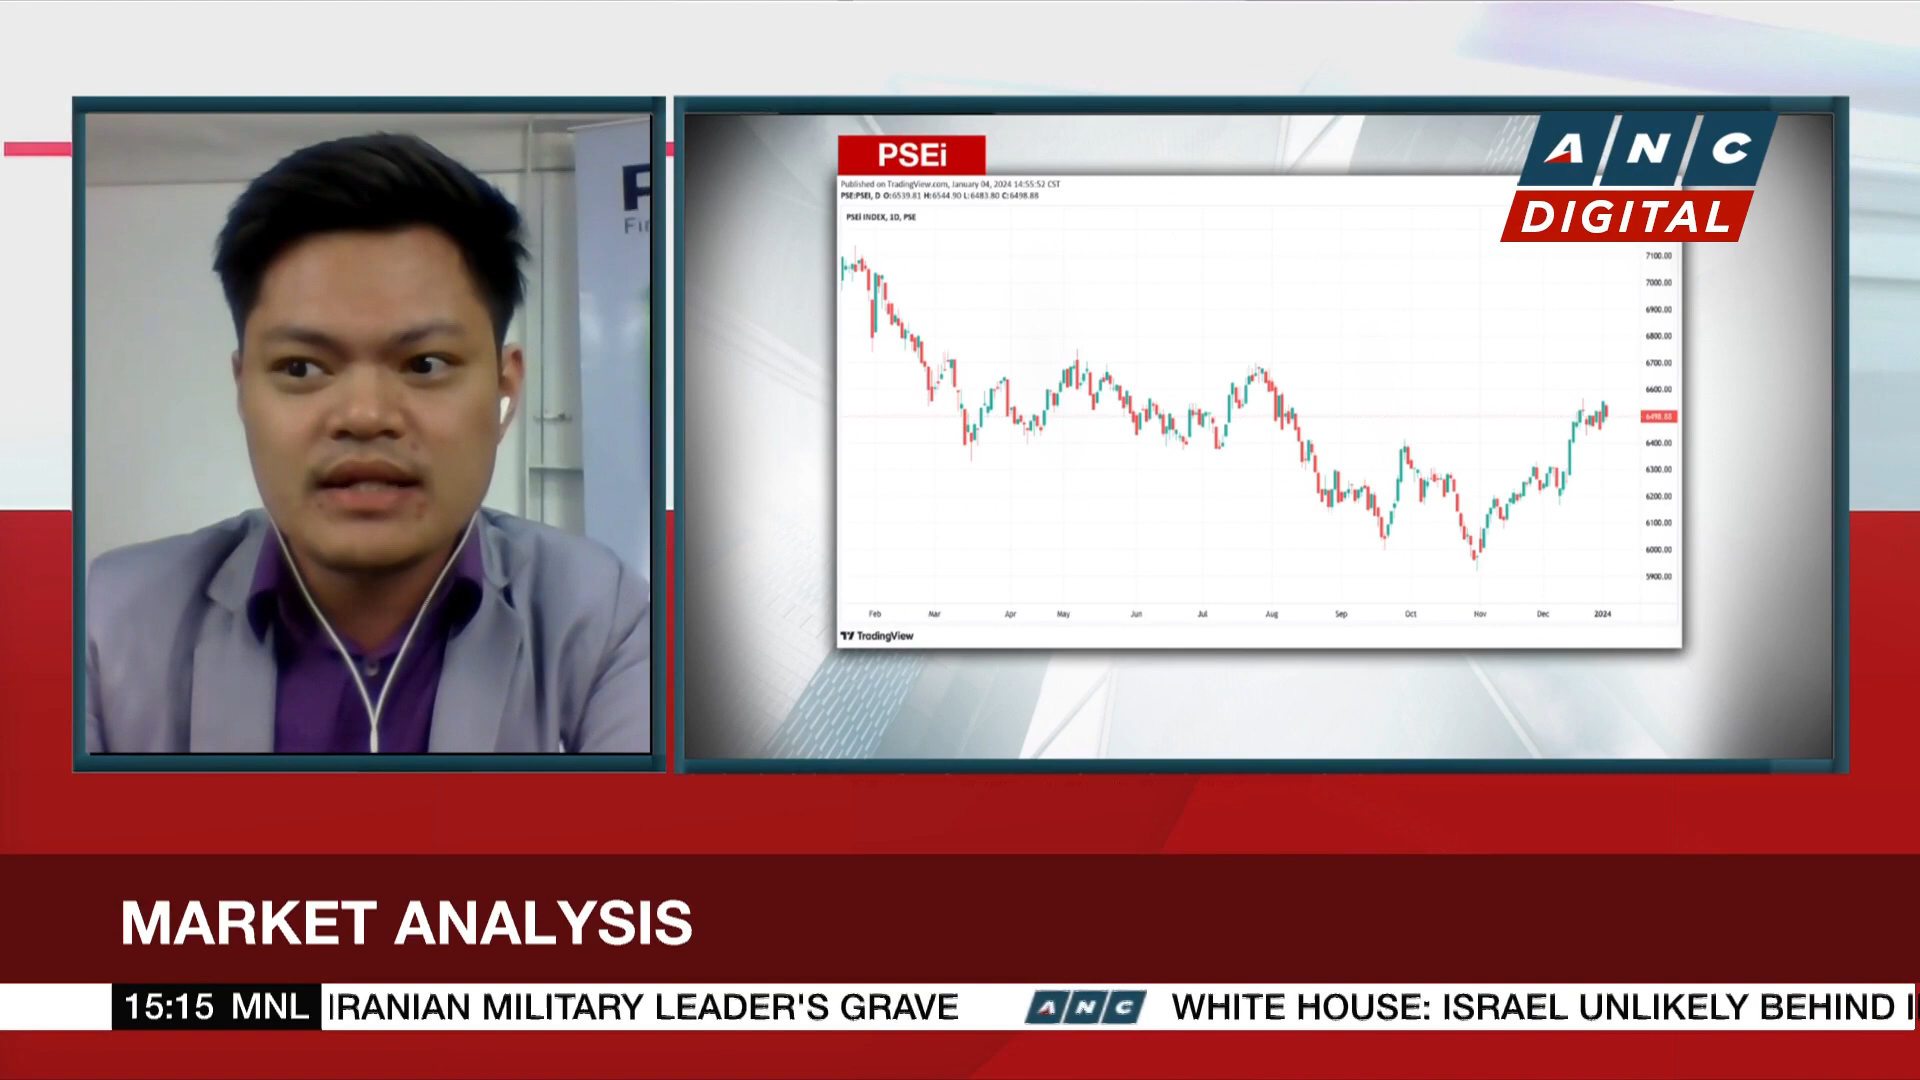 PSEi
ANC
DIGITAL
Published on TradingView.com, January 04, 2024 14:55:52 CST
PSE:PSEI, D O:6539.81 H:6544.90 L:6483.80 C:6498.88
PSEi INDEX, 1D, PSE
7100.00
7000.00
6900.00
6800.00
6700.00
6600.00
6498.88
6400.00
6300.00
6200.00
6100.00
6000.00
5900.00
Feb Mar Apr May Jun Jul Aug Sep Oct Nov Dec 2024
TradingView
MARKET ANALYSIS
15:15 MNL IRANIAN MILITARY LEADER'S GRAVE ANC WHITE HOUSE: ISRAEL UNLIKELY BEHIND